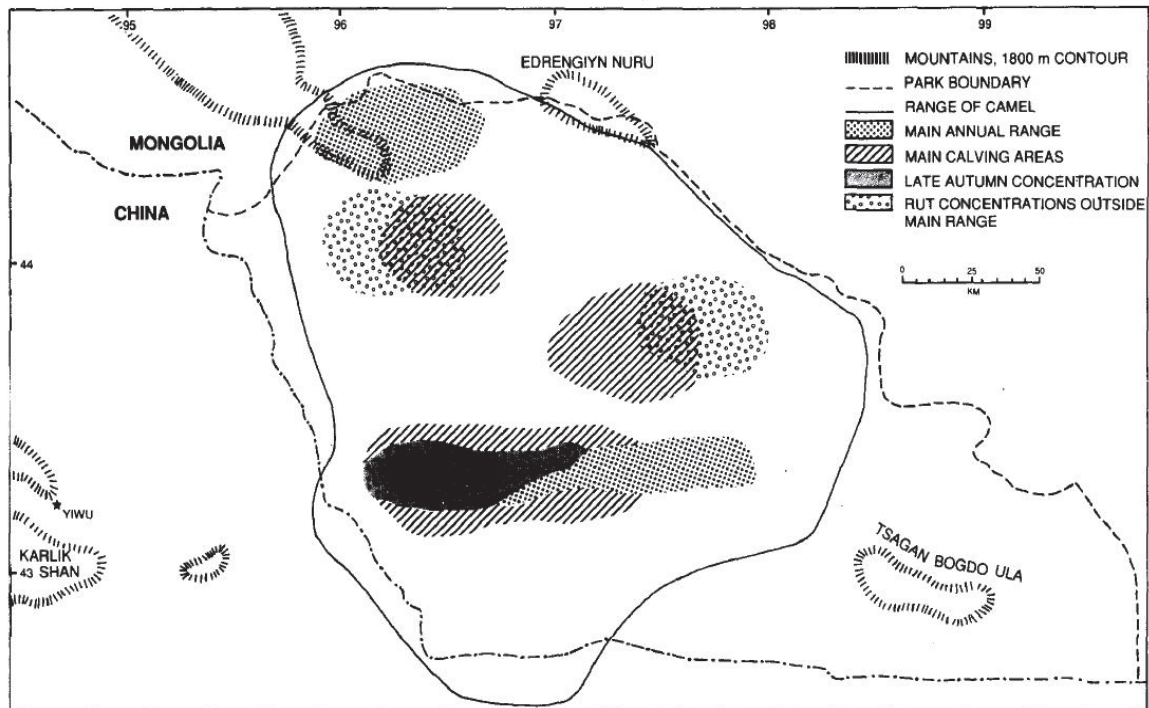 95 96 97 98 99
EDRENGIYN NURU
MOUNTAINS, 1800 m CONTOUR
PARK BOUNDARY
RANGE OF CAMEL
MAIN ANNUAL RANGE
MAIN CALVING AREAS
LATE AUTUMN CONCENTRATION
RUT CONCENTRATIONS OUTSIDE
MAIN RANGE
MONGOLIA
CHINA
44
0 25 50
KM
YIWU
KARLIK
43 SHAN
TSAGAN BOGDO ULA